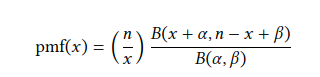 pmf(x) = (n/x) B(x + α, n − x + β) / B(α, β)